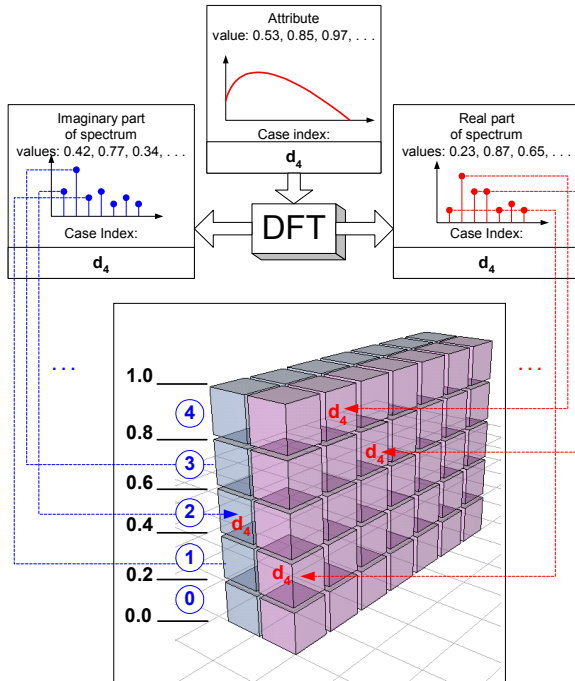 Attribute
value: 0.53, 0.85, 0.97, . . .
Case index:
d4
Imaginary part
of spectrum
values: 0.42, 0.77, 0.34, . . .
Case Index:
d4
DFT
Real part
of spectrum
values: 0.23, 0.87, 0.65, . . .
Case Index:
d4
. . .
. . .
1.0
4
d4
0.8
3
d4
0.6
2
d4
0.4
1
d4
0.2
0
0.0